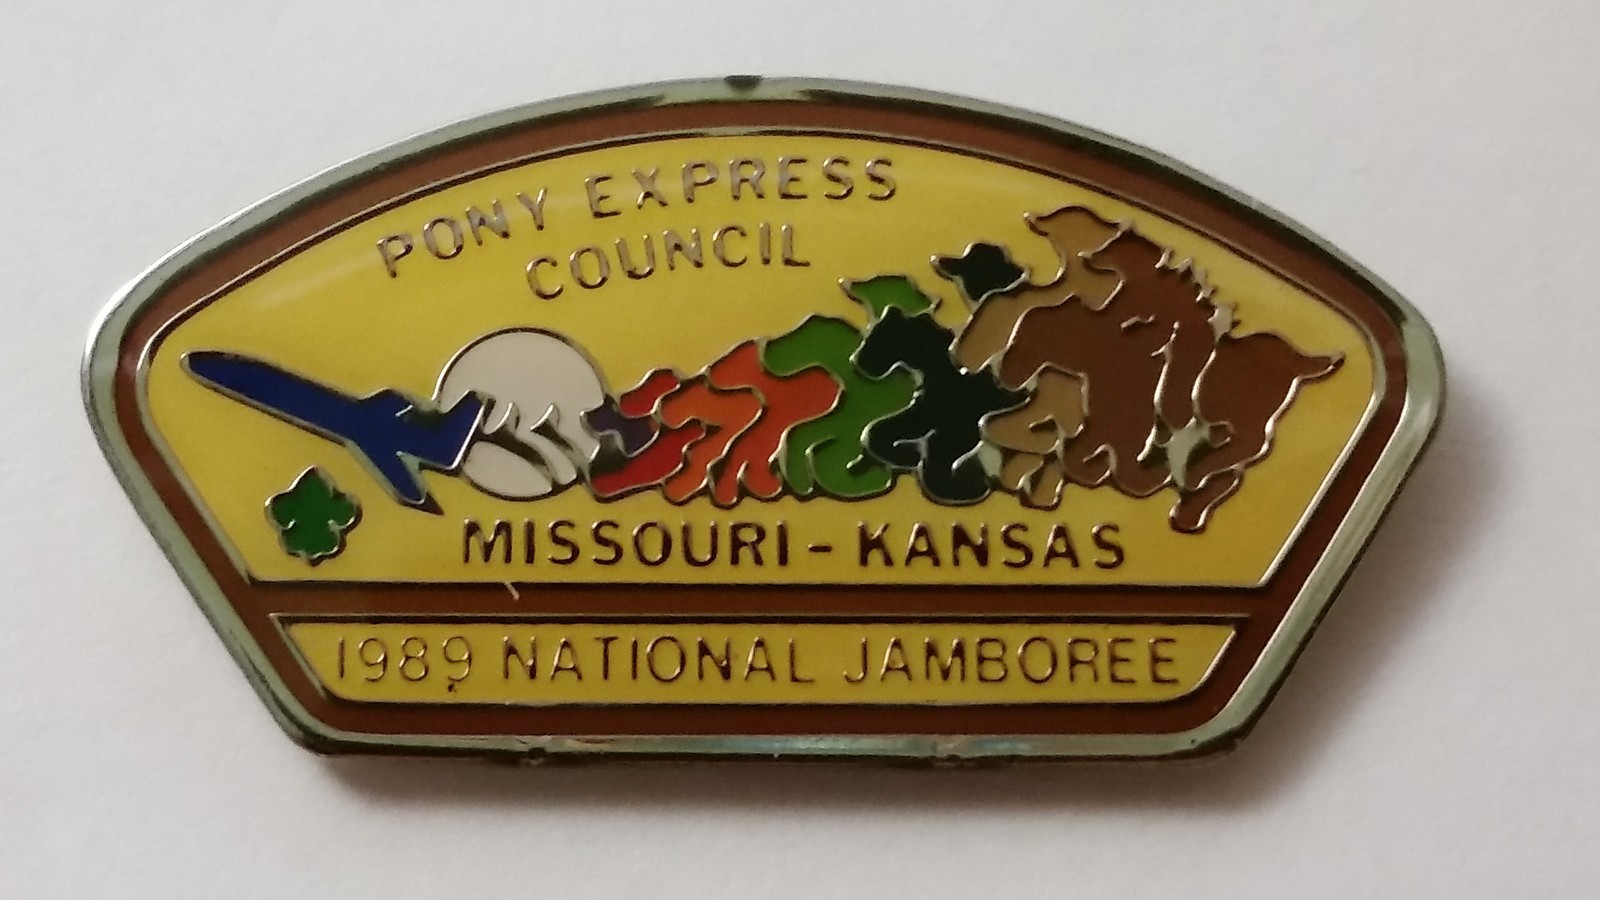 PONY EXPRESS
COUNCIL
MISSOURI - KANSAS
1989 NATIONAL JAMBOREE